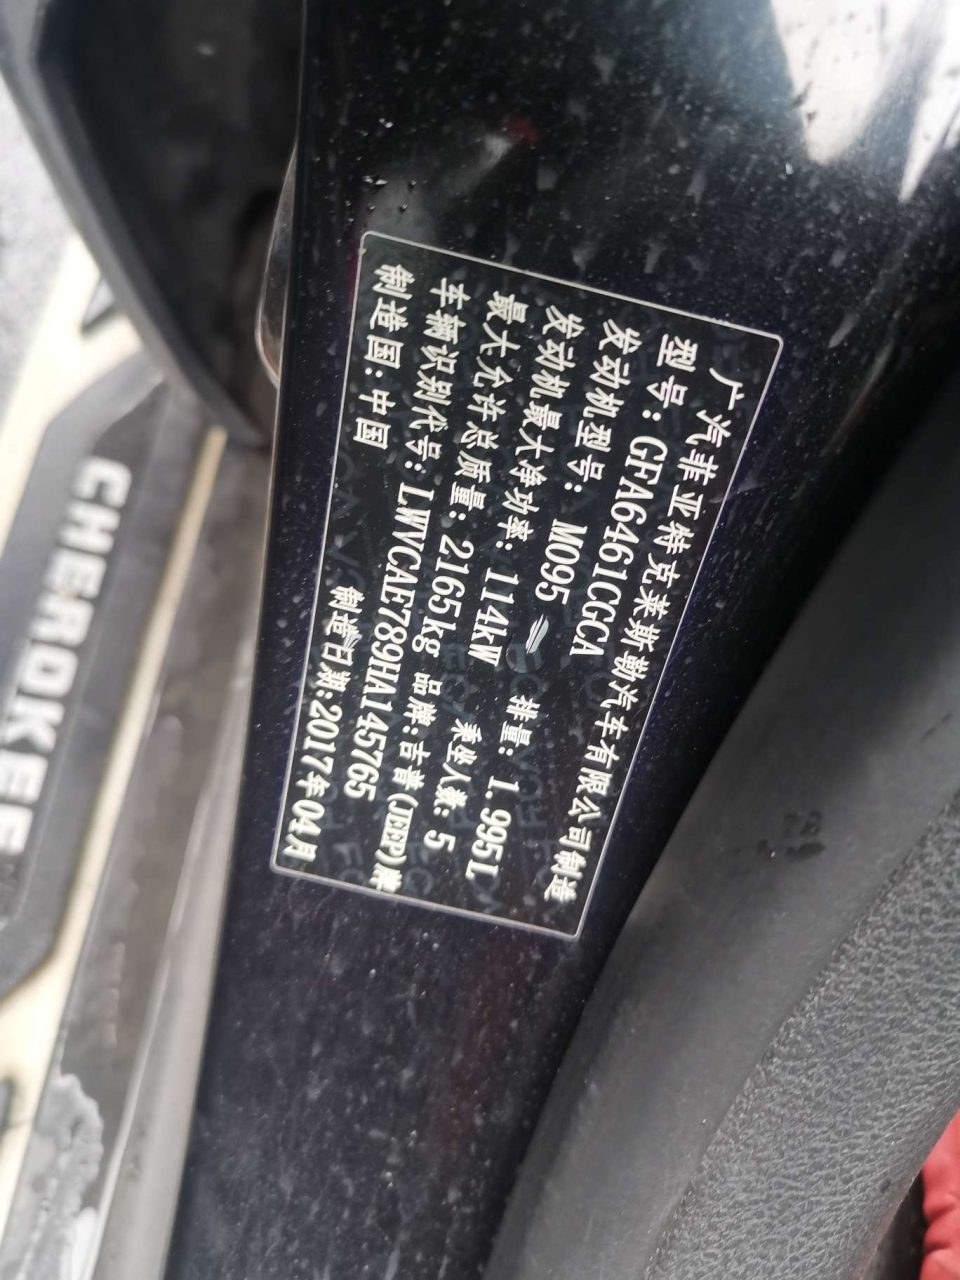 广汽菲亚特克莱斯勒汽车有限公司制造
型号：GFA6461CGCA
发动机型号： M095 排量：1.995L
发动机最大净功率：114kW 乘坐人数：5
最大允许总质量：2165kg 品牌：吉普(JEEP)牌
车辆识别代号：LWVCAE789HA145765
制造国：中国 制造日期：2017年04月
CHEROKEE